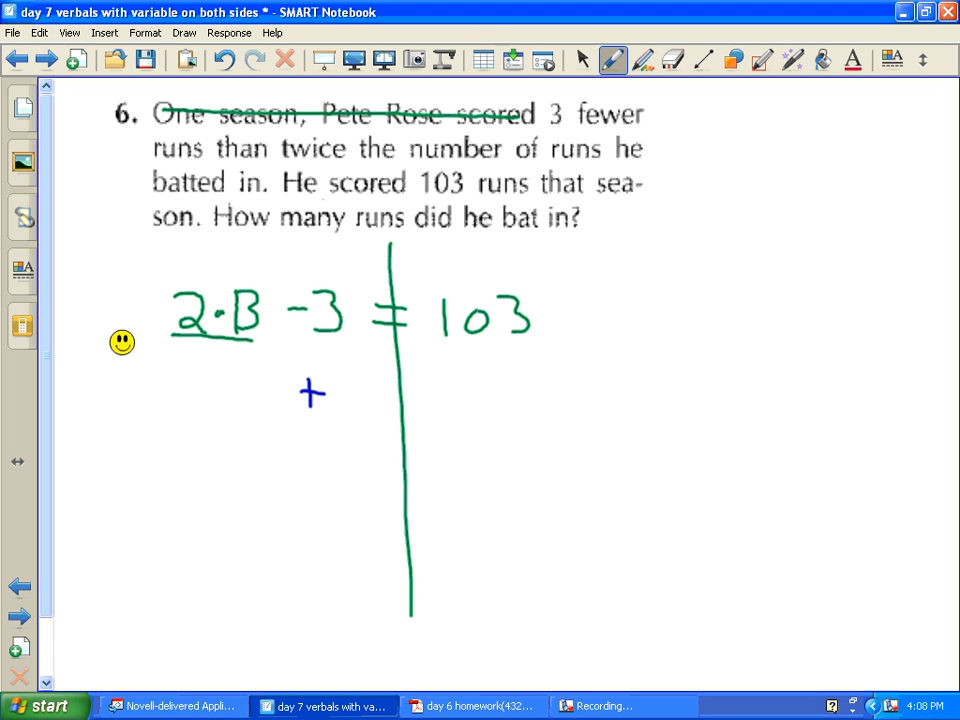 day 7 verbals with variable on both sides * - SMART Notebook
File Edit View Insert Format Draw Response Help
6. One season, Pete Rose scored 3 fewer
runs than twice the number of runs he
batted in. He scored 103 runs that sea-
son. How many runs did he bat in?
2·B -3 = 103
+
start Novell-delivered Appli... day 7 verbals with va... day 6 homework(432... Recording... 4:08 PM